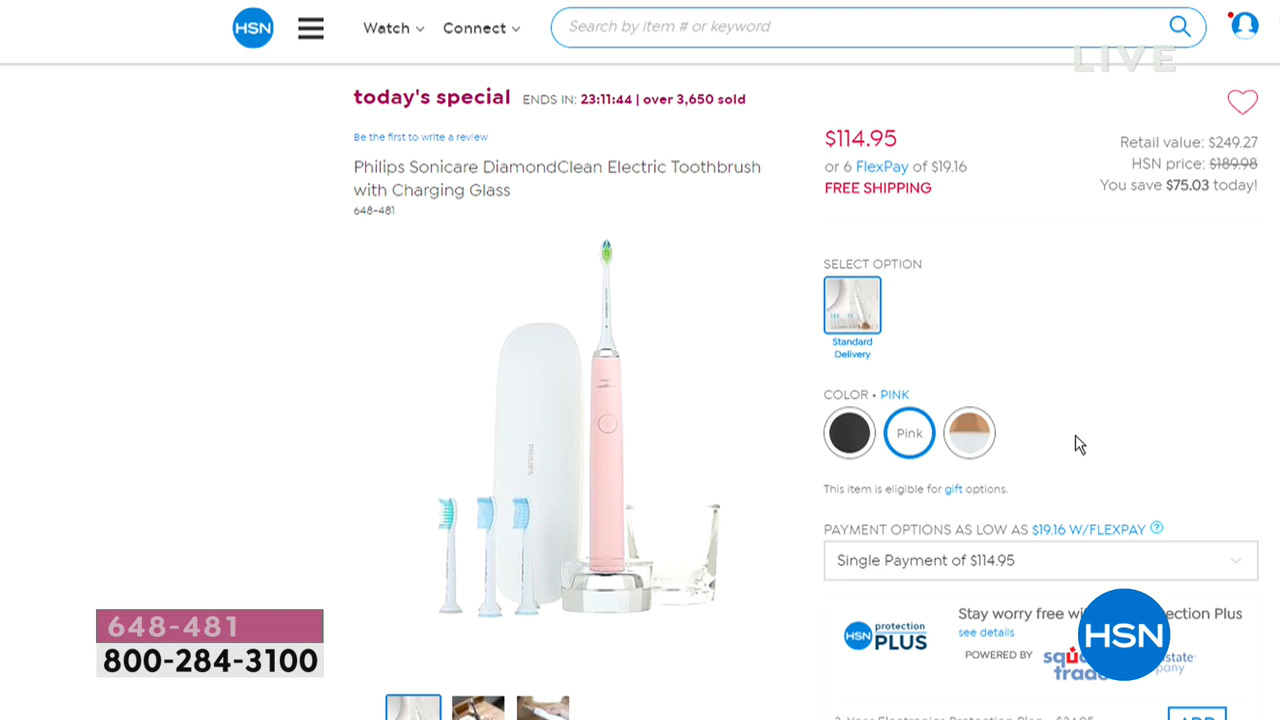 HSN
Watch
Connect
Search by item # or keyword
LIVE
today's special ENDS IN: 23:11:44 | over 3,650 sold
Be the first to write a review
Philips Sonicare DiamondClean Electric Toothbrush
with Charging Glass
648-481
$114.95
or 6 FlexPay of $19.16
FREE SHIPPING
Retail value: $249.27
HSN price: $189.98
You save $75.03 today!
SELECT OPTION
Standard
Delivery
COLOR • PINK
Pink
This item is eligible for gift options.
PAYMENT OPTIONS AS LOW AS $19.16 W/FLEXPAY ?
Single Payment of $114.95
PHILIPS
HSN protection
PLUS
Stay worry free
see details
POWERED BY
Protection Plus
HSN
648-481
800-284-3100